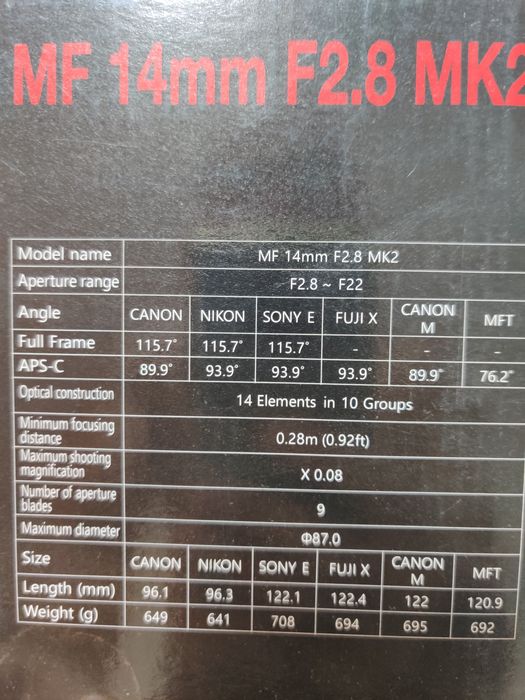 MF 14mm F2.8 MK2
Model name MF 14mm F2.8 MK2
Aperture range F2.8 ~ F22
Angle CANON NIKON SONY E FUJI X CANON M MFT
Full Frame 115.7˚ 115.7˚ 115.7˚ - - -
APS-C 89.9˚ 93.9˚ 93.9˚ 93.9˚ 89.9˚ 76.2˚
Optical construction 14 Elements in 10 Groups
Minimum focusing
distance 0.28m (0.92ft)
Maximum shooting
magnification X 0.08
Number of aperture
blades 9
Maximum diameter Φ87.0
Size CANON NIKON SONY E FUJI X CANON M MFT
Length (mm) 96.1 96.3 122.1 122.4 122 120.9
Weight (g) 649 641 708 694 695 692